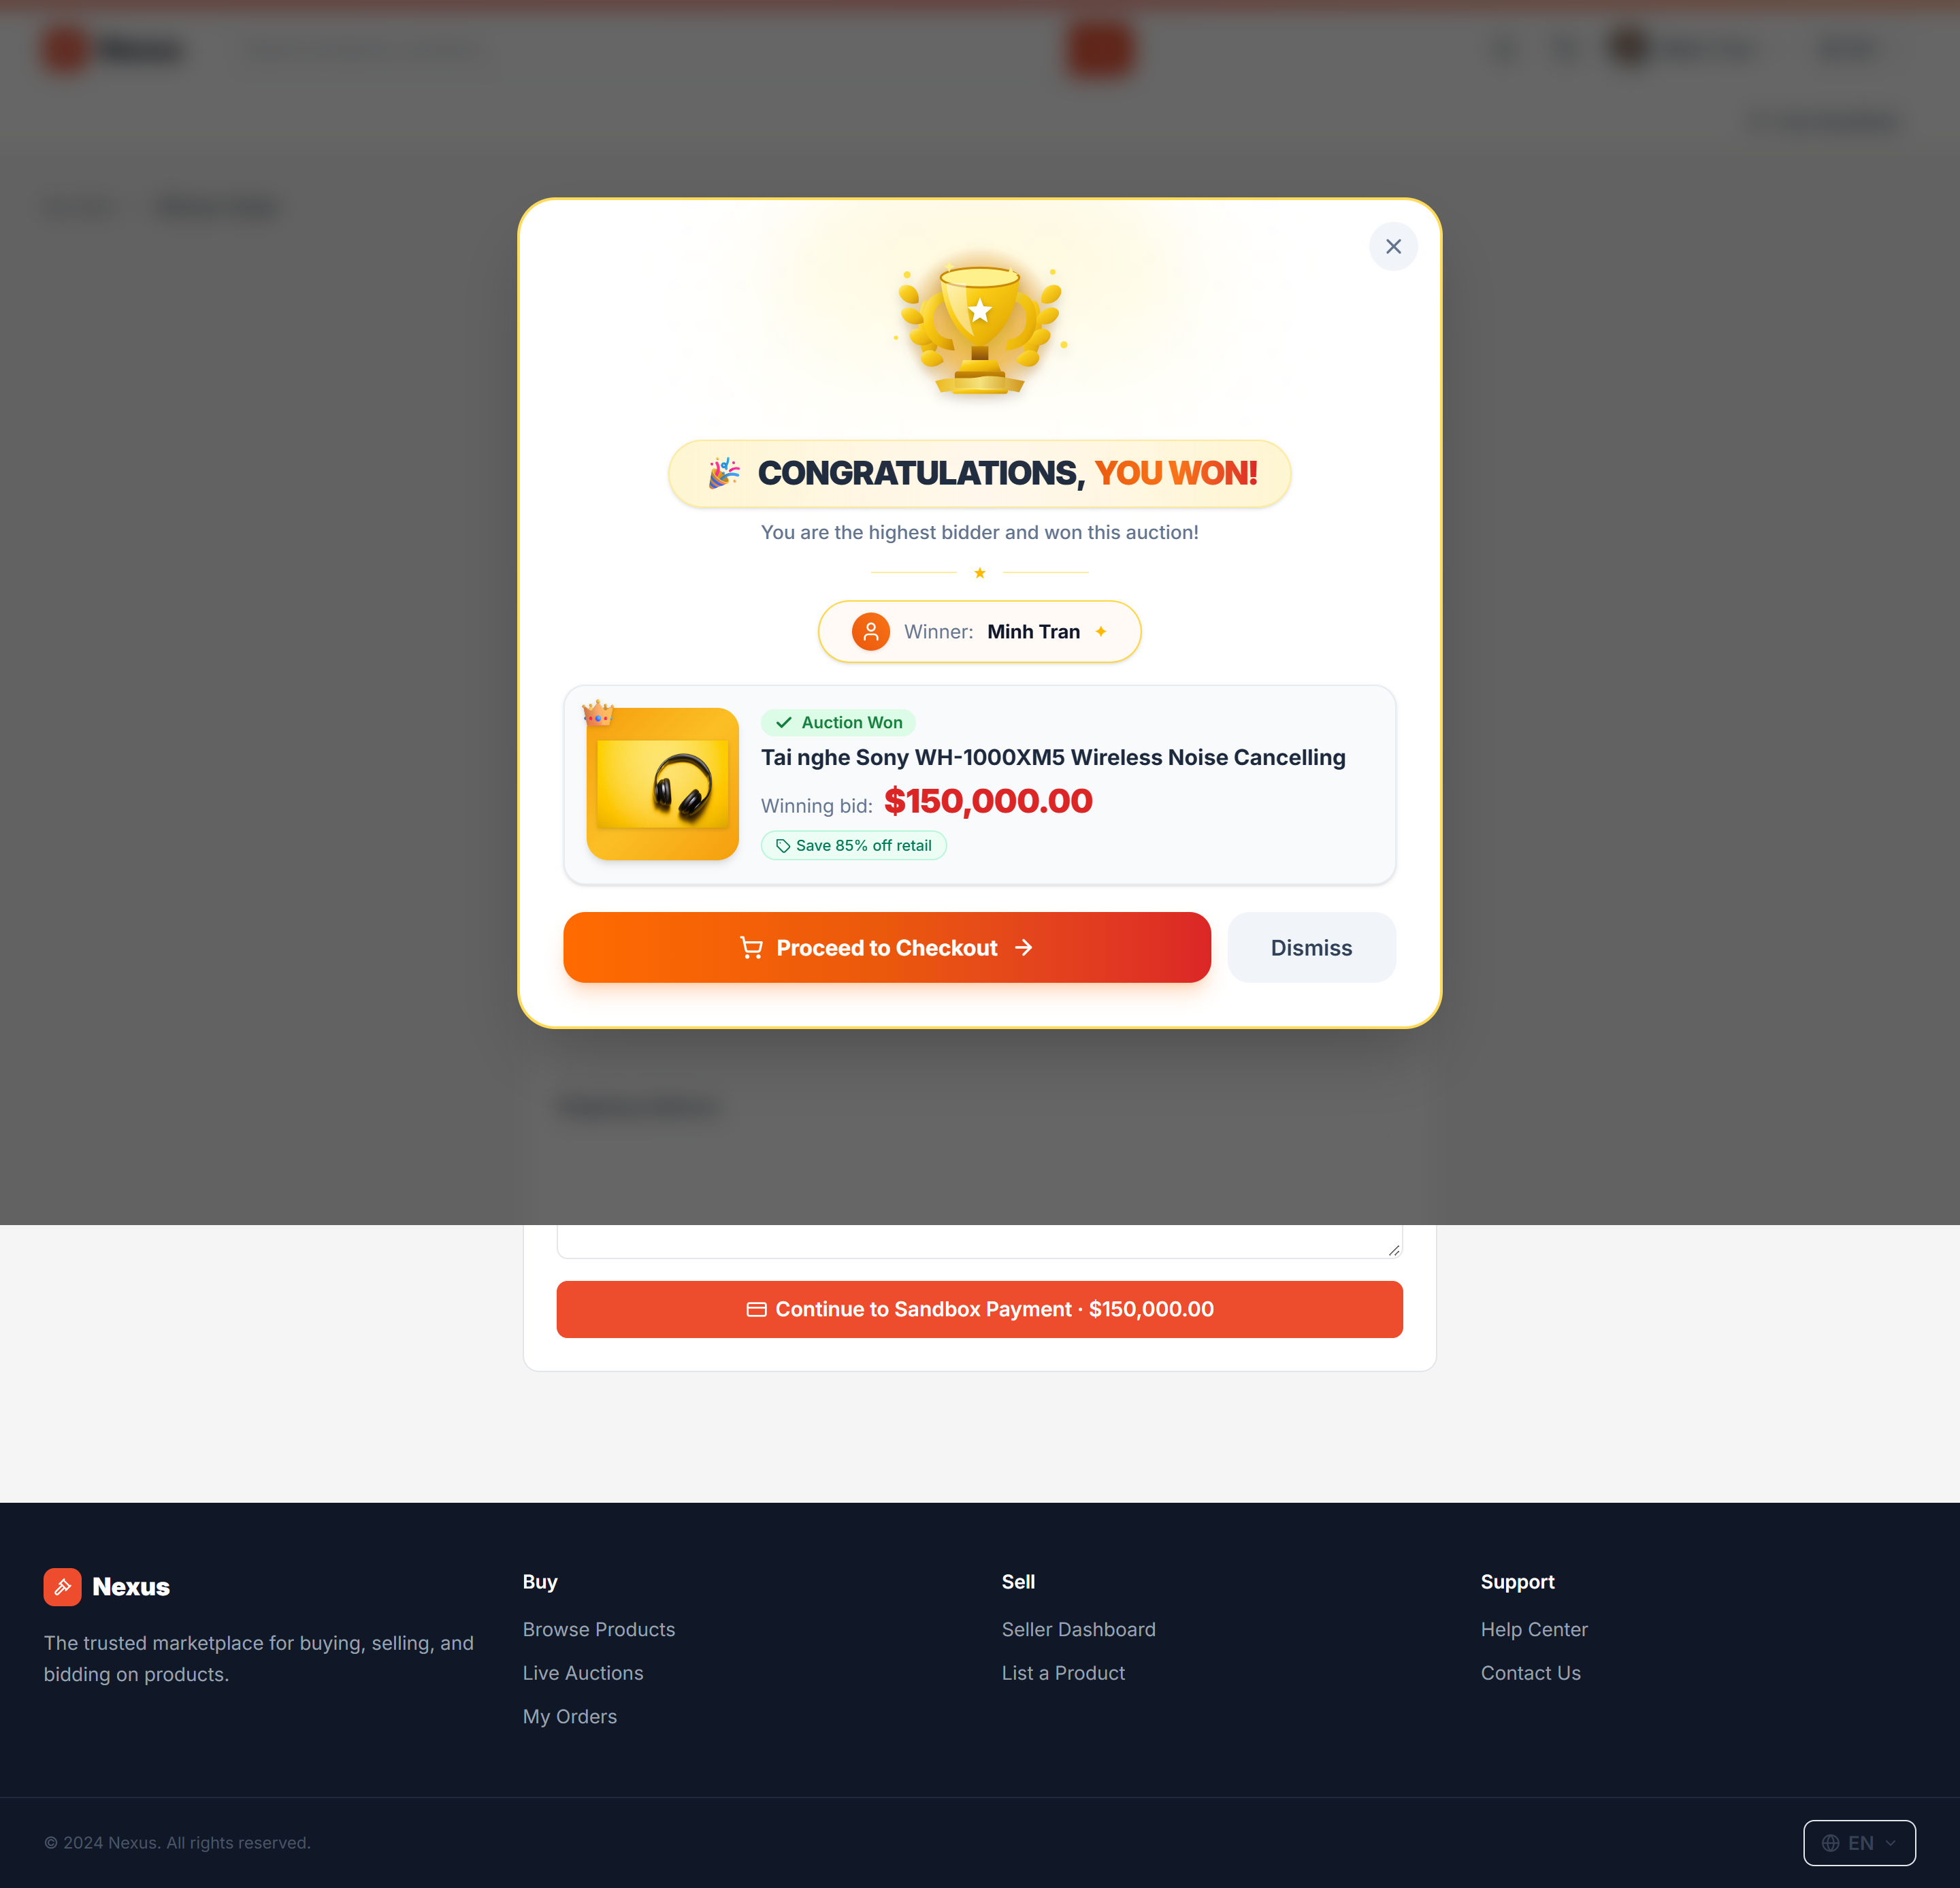 CONGRATULATIONS, YOU WON!
You are the highest bidder and won this auction!
Winner: Minh Tran
Auction Won
Tai nghe Sony WH-1000XM5 Wireless Noise Cancelling
Winning bid: $150,000.00
Save 85% off retail
Proceed to Checkout
Dismiss
Continue to Sandbox Payment · $150,000.00
Nexus
The trusted marketplace for buying, selling, and
bidding on products.
Buy
Browse Products
Live Auctions
My Orders
Sell
Seller Dashboard
List a Product
Support
Help Center
Contact Us
© 2024 Nexus. All rights reserved.
EN